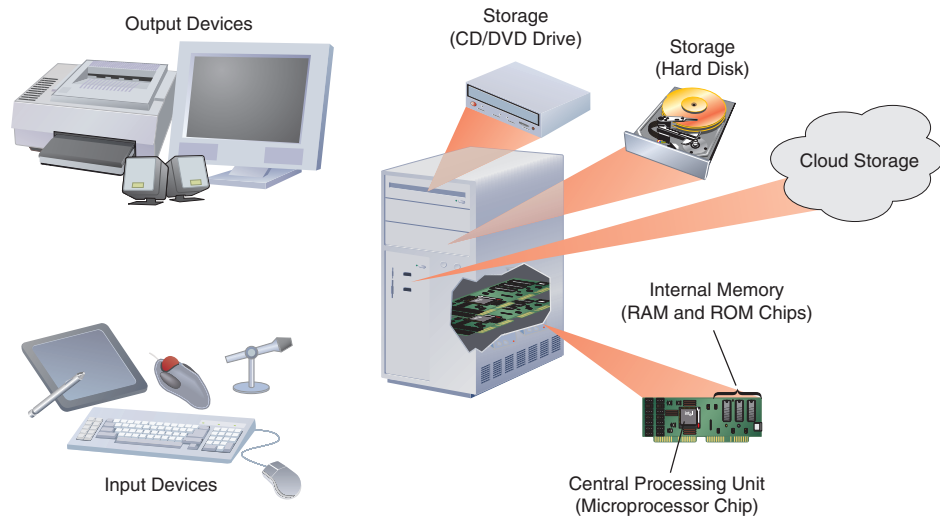 Output Devices
Storage
(CD/DVD Drive)
Storage
(Hard Disk)
Cloud Storage
Internal Memory
(RAM and ROM Chips)
Input Devices
Central Processing Unit
(Microprocessor Chip)